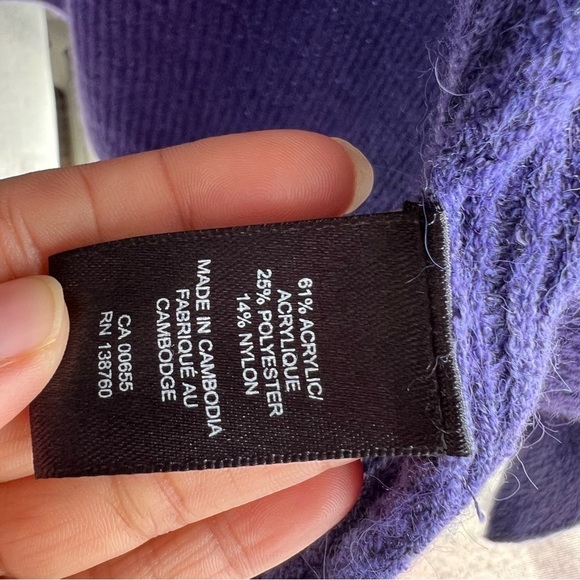 61% ACRYLIC/
ACRYLIQUE
25% POLYESTER
14% NYLON
MADE IN CAMBODIA
FABRIQUÉ AU
CAMBODGE
CA 00655
RN 138760